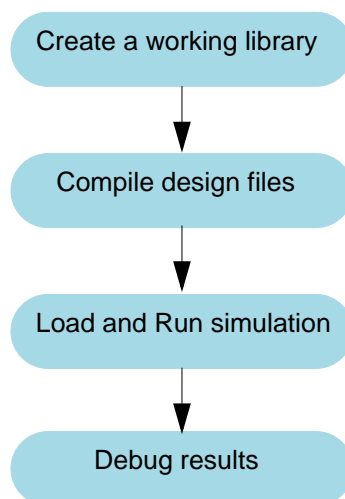 Create a working library
Compile design files
Load and Run simulation
Debug results